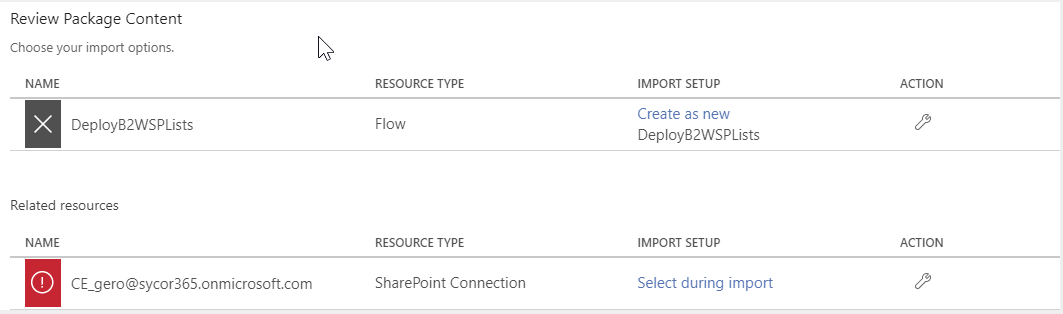 Review Package Content
Choose your import options.
NAME RESOURCE TYPE IMPORT SETUP ACTION
DeployB2WSPLists Flow Create as new
DeployB2WSPLists
Related resources
NAME RESOURCE TYPE IMPORT SETUP ACTION
CE_gero@sycor365.onmicrosoft.com SharePoint Connection Select during import